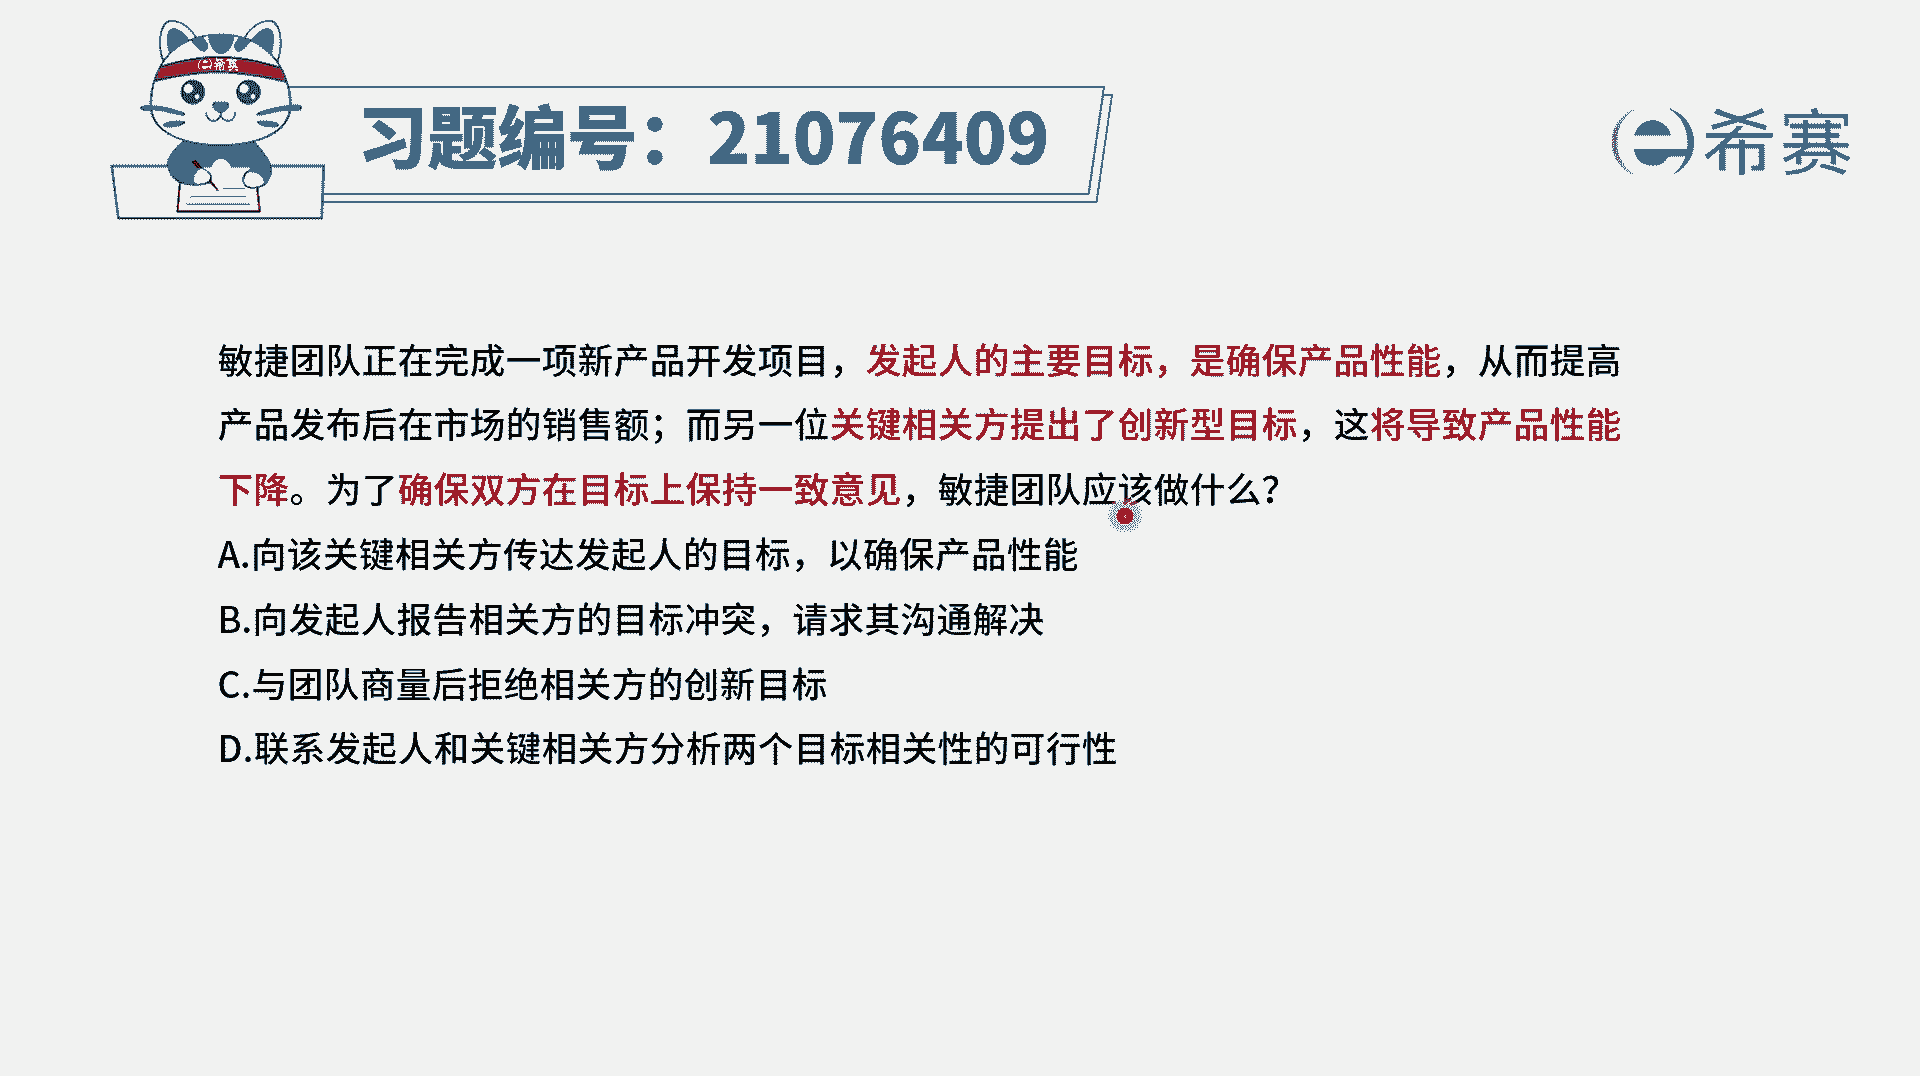 e希赛
习题编号：21076409
e希赛
敏捷团队正在完成一项新产品开发项目，发起人的主要目标，是确保产品性能，从而提高
产品发布后在市场的销售额；而另一位关键相关方提出了创新型目标，这将导致产品性能
下降。为了确保双方在目标上保持一致意见，敏捷团队应该做什么？
A.向该关键相关方传达发起人的目标，以确保产品性能
B.向发起人报告相关方的目标冲突，请求其沟通解决
C.与团队商量后拒绝相关方的创新目标
D.联系发起人和关键相关方分析两个目标相关性的可行性